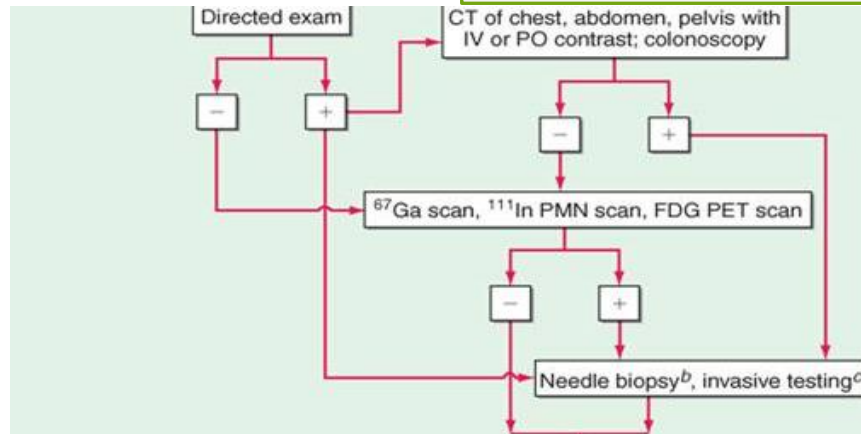 Directed exam
CT of chest, abdomen, pelvis with
IV or PO contrast; colonoscopy
−
+
−
+
⁶⁷Ga scan, ¹¹¹In PMN scan, FDG PET scan
−
+
Needle biopsyᵇ, invasive testingᶜ